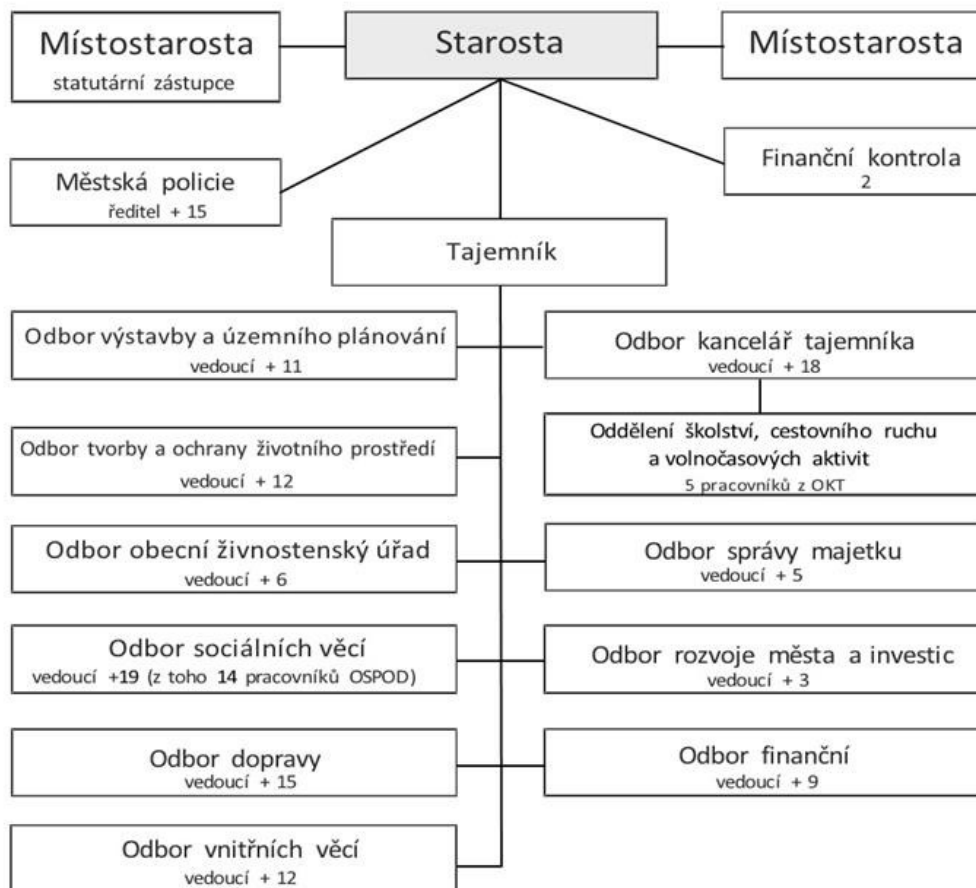 Místostarosta
statutární zástupce
Starosta
Místostarosta
Městská policie
ředitel + 15
Finanční kontrola
2
Tajemník
Odbor výstavby a územního plánování
vedoucí + 11
Odbor kancelář tajemníka
vedoucí + 18
Odbor tvorby a ochrany životního prostředí
vedoucí + 12
Oddělení školství, cestovního ruchu
a volnočasových aktivit
5 pracovníků z OKT
Odbor obecní živnostenský úřad
vedoucí + 6
Odbor správy majetku
vedoucí + 5
Odbor sociálních věcí
vedoucí +19 (z toho 14 pracovníků OSPOD)
Odbor rozvoje města a investic
vedoucí + 3
Odbor dopravy
vedoucí + 15
Odbor finanční
vedoucí + 9
Odbor vnitřních věcí
vedoucí + 12